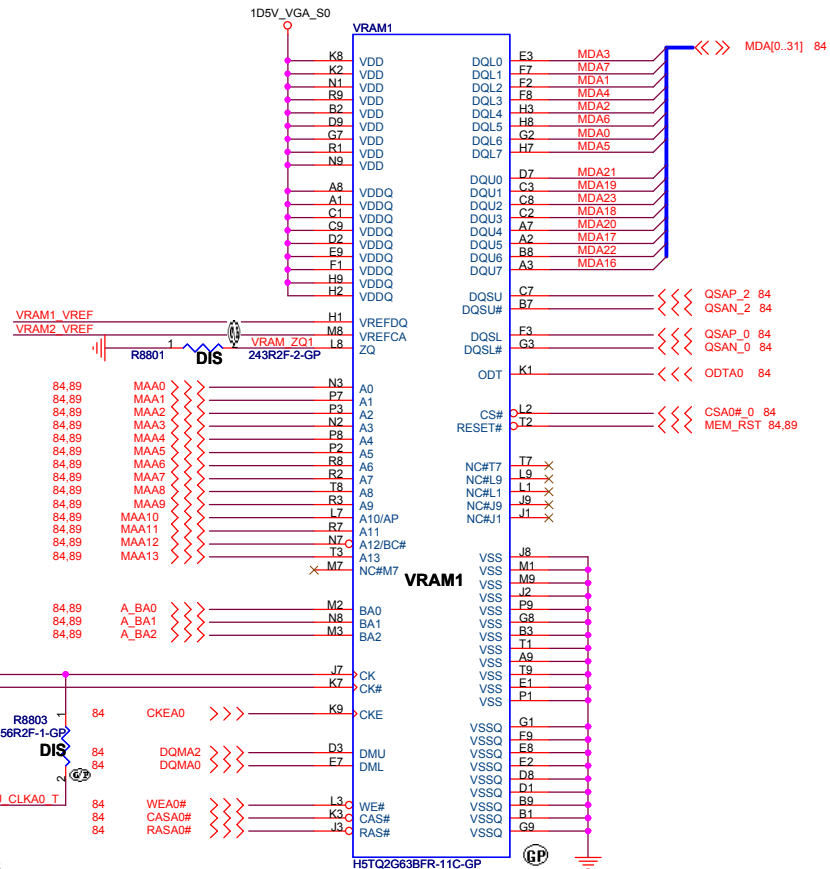 1D5V_VGA_S0
VRAM1
K8 VDD DQL0 E3 MDA3 MDA[0..31] 84
K2 VDD DQL1 F7 MDA7
N1 VDD DQL2 F2 MDA1
R9 VDD DQL3 F8 MDA4
B2 VDD DQL4 H3 MDA2
D9 VDD DQL5 H8 MDA6
G7 VDD DQL6 G2 MDA0
R1 VDD DQL7 H7 MDA5
N9 VDD
DQU0 D7 MDA21
A8 VDDQ DQU1 C3 MDA19
A1 VDDQ DQU2 C8 MDA23
C1 VDDQ DQU3 C2 MDA18
C9 VDDQ DQU4 A7 MDA20
D2 VDDQ DQU5 A2 MDA17
E9 VDDQ DQU6 B8 MDA22
F1 VDDQ DQU7 A3 MDA16
H9 VDDQ
H2 VDDQ DQSU C7 QSAP_2 84
DQSU# B7 QSAN_2 84
VRAM1_VREF H1 VREFDQ
VRAM2_VREF M8 VREFCA DQSL F3 QSAP_0 84
1 2 VRAM_ZQ1 L8 ZQ DQSL# G3 QSAN_0 84
R8801 DIS 243R2F-2-GP
ODT K1 ODTA0 84
84,89 MAA0 N3 A0
84,89 MAA1 P7 A1
84,89 MAA2 P3 A2 CS# L2 CSA0#_0 84
84,89 MAA3 N2 A3 RESET# T2 MEM_RST 84,89
84,89 MAA4 P8 A4
84,89 MAA5 P2 A5
84,89 MAA6 R8 A6 NC#T7 T7
84,89 MAA7 R2 A7 NC#L9 L9
84,89 MAA8 T8 A8 NC#L1 L1
84,89 MAA9 R3 A9 NC#J9 J9
84,89 MAA10 L7 A10/AP NC#J1 J1
84,89 MAA11 R7 A11
84,89 MAA12 N7 A12/BC#
84,89 MAA13 T3 A13 VSS J8
M7 NC#M7 VSS M1
VRAM1 VSS M9
VSS J2
84,89 A_BA0 M2 BA0 VSS P9
84,89 A_BA1 N8 BA1 VSS G8
84,89 A_BA2 M3 BA2 VSS B3
VSS T1
VSS A9
J7 CK VSS T9
K7 CK# VSS E1
VSS P1
84 CKEA0 K9 CKE
R8803 1 VSSQ G1
56R2F-1-GP VSSQ F9
DIS 84 DQMA2 D3 DMU VSSQ E8
84 DQMA0 E7 DML VSSQ E2
2 VSSQ D8
VSSQ D1
_CLKA0_T 84 WEA0# L3 WE# VSSQ B9
84 CASA0# K3 CAS# VSSQ B1
84 RASA0# J3 RAS# VSSQ G9
H5TQ2G63BFR-11C-GP GP